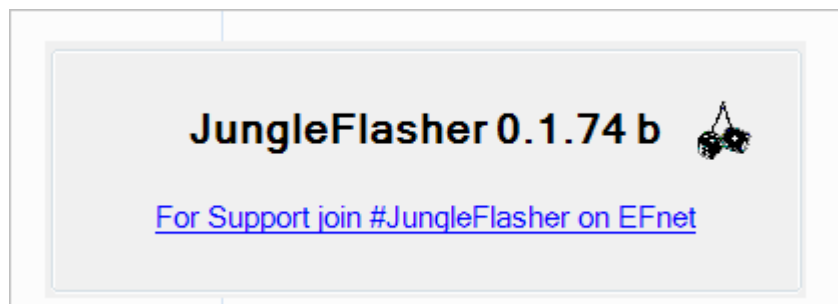 JungleFlasher 0.1.74 b
For Support join #JungleFlasher on EFnet